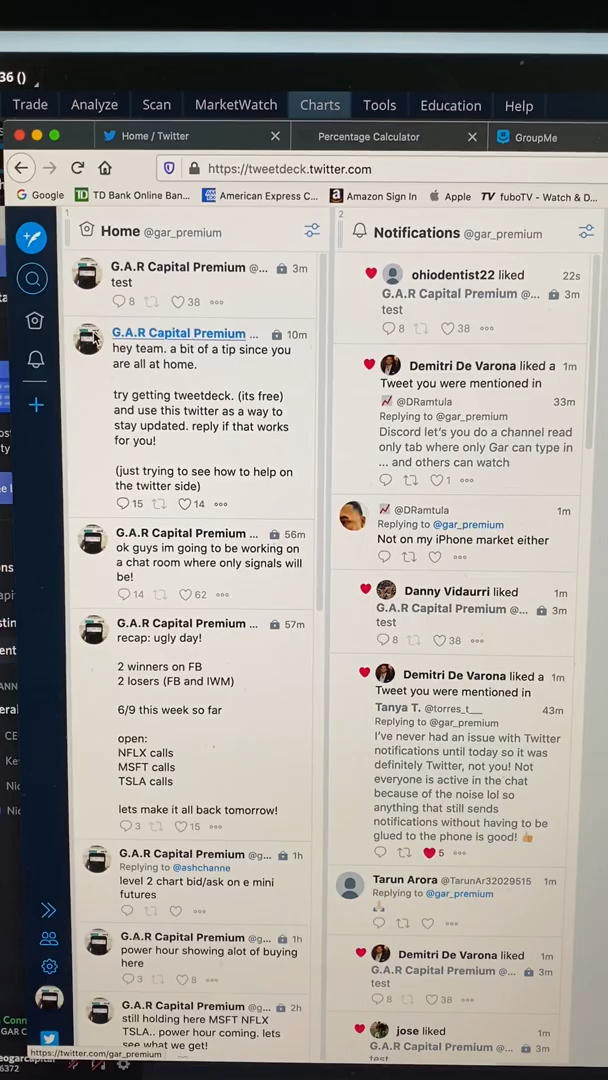 36 ()
Trade Analyze Scan MarketWatch Charts Tools Education Help
Home / Twitter
Percentage Calculator
GroupMe
https://tweetdeck.twitter.com
Google
TD Bank Online Ban...
American Express C...
Amazon Sign In
Apple
fuboTV - Watch & D...
1
Home @gar_premium
G.A.R Capital Premium @... 3m
test
8 38
G.A.R Capital Premium ... 10m
hey team. a bit of a tip since you
are all at home.
try getting tweetdeck. (its free)
and use this twitter as a way to
stay updated. reply if that works
for you!
(just trying to see how to help on
the twitter side)
15 14
G.A.R Capital Premium ... 56m
ok guys im going to be working on
a chat room where only signals will
be!
14 62
G.A.R Capital Premium ... 57m
recap: ugly day!
2 winners on FB
2 losers (FB and IWM)
6/9 this week so far
open:
NFLX calls
MSFT calls
TSLA calls
lets make it all back tomorrow!
3 15
G.A.R Capital Premium @g... 1h
Replying to @ashchanne
level 2 chart bid/ask on e mini
futures
G.A.R Capital Premium @g... 1h
power hour showing alot of buying
here
3 8
G.A.R Capital Premium @g... 2h
still holding here MSFT NFLX
TSLA.. power hour coming. lets
see what we get!
https://twitter.com/gar_premium
2
Notifications @gar_premium
ohiodentist22 liked 22s
G.A.R Capital Premium @... 3m
test
8 38
Demitri De Varona liked a 1m
Tweet you were mentioned in
@DRamtula 33m
Replying to @gar_premium
Discord let's you do a channel read
only tab where only Gar can type in
... and others can watch
1
@DRamtula 1m
Replying to @gar_premium
Not on my iPhone market either
Danny Vidaurri liked 1m
G.A.R Capital Premium @... 3m
test
8 38
Demitri De Varona liked a 1m
Tweet you were mentioned in
Tanya T. @torres_t__ 43m
Replying to @gar_premium
I've never had an issue with Twitter
notifications until today so it was
definitely Twitter, not you! Not
everyone is active in the chat
because of the noise lol so
anything that still sends
notifications without having to be
glued to the phone is good! 👍
5
Tarun Arora @TarunAr32029515 1m
Replying to @gar_premium
🙏
Demitri De Varona liked 1m
G.A.R Capital Premium @... 3m
test
8 38
jose liked 1m
G.A.R Capital Premium @... 3m
test